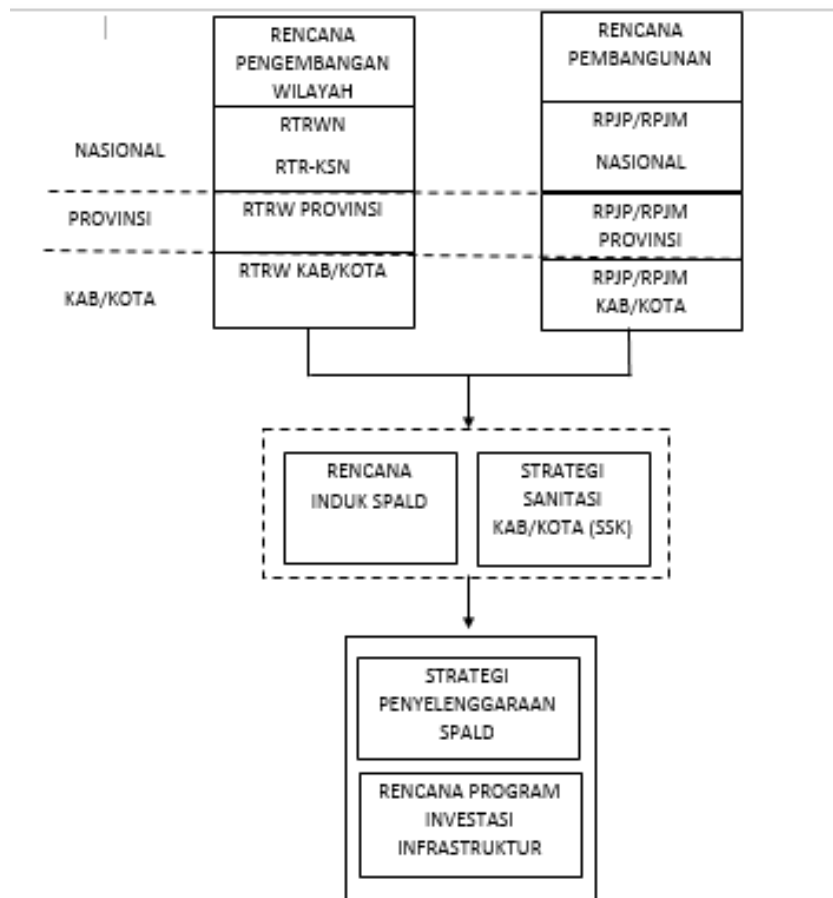 RENCANA
PENGEMBANGAN
WILAYAH
RENCANA
PEMBANGUNAN
NASIONAL
RTRWN
RTR-KSN
RPJP/RPJM
NASIONAL
PROVINSI
RTRW PROVINSI
RPJP/RPJM
PROVINSI
KAB/KOTA
RTRW KAB/KOTA
RPJP/RPJM
KAB/KOTA
RENCANA
INDUK SPALD
STRATEGI
SANITASI
KAB/KOTA (SSK)
STRATEGI
PENYELENGGARAAN
SPALD
RENCANA PROGRAM
INVESTASI
INFRASTRUKTUR